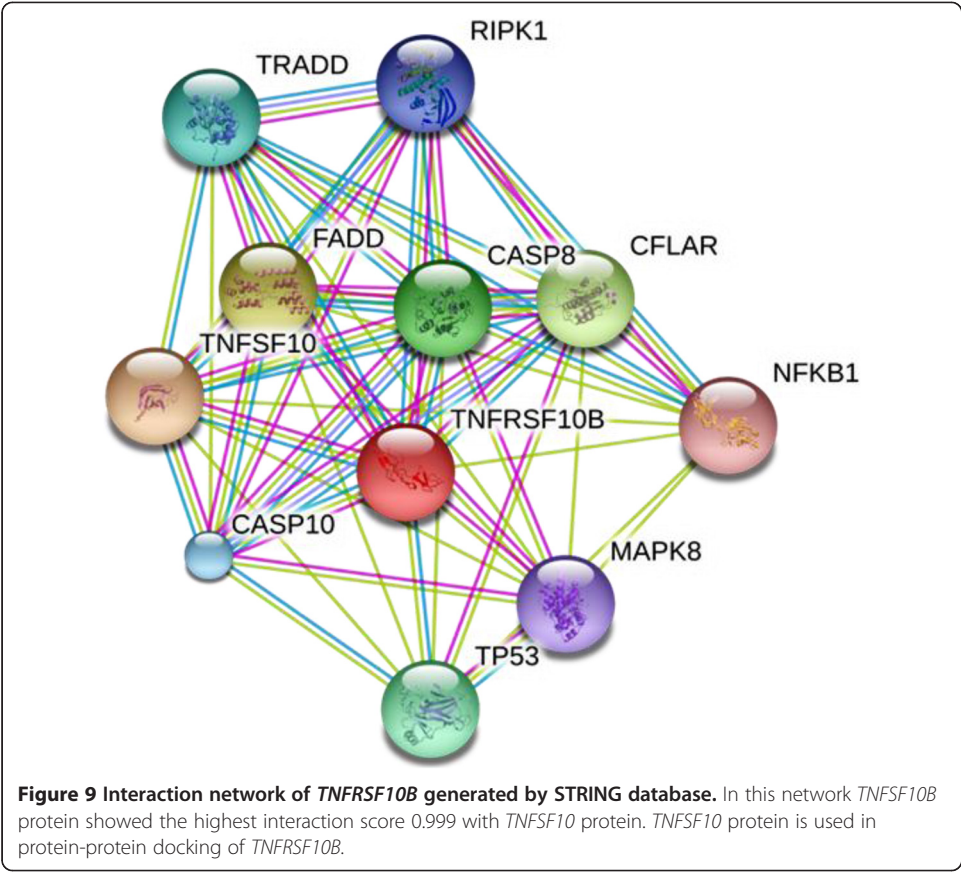 RIPK1
TRADD
FADD
CASP8
CFLAR
TNFSF10
NFKB1
TNFRSF10B
CASP10
MAPK8
TP53
Figure 9 Interaction network of TNFRSF10B generated by STRING database. In this network TNFSF10B
protein showed the highest interaction score 0.999 with TNFSF10 protein. TNFSF10 protein is used in
protein-protein docking of TNFRSF10B.